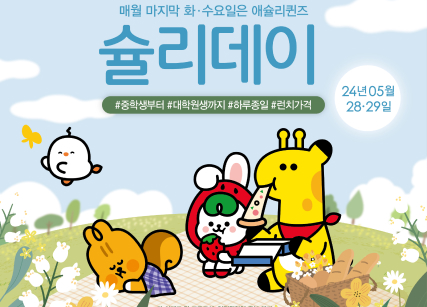 매월 마지막 화·수요일은 애슐리퀸즈
슐리데이
#중학생부터 #대학원생까지 #하루종일 #런치가격
24년 05월
28·29일